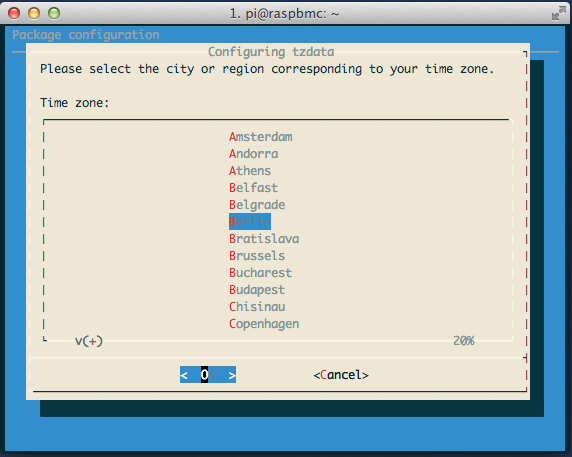 1. pi@raspbmc: ~
Package configuration
Configuring tzdata
Please select the city or region corresponding to your time zone.
Time zone:
Amsterdam
Andorra
Athens
Belfast
Belgrade
Berlin
Bratislava
Brussels
Bucharest
Budapest
Chisinau
Copenhagen
v(+) 20%
<Ok> <Cancel>